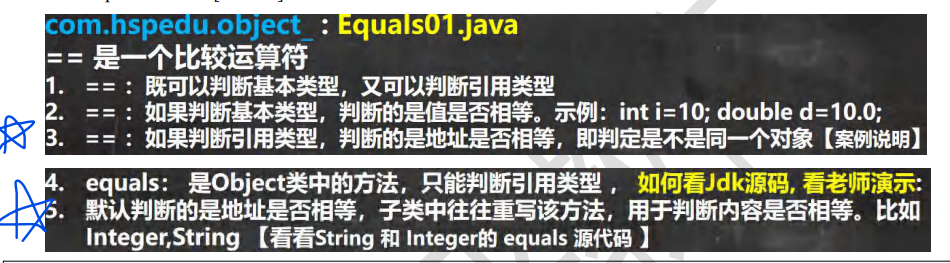 com.hspedu.object_ : Equals01.java
== 是一个比较运算符
1. == ：既可以判断基本类型，又可以判断引用类型
2. == ：如果判断基本类型，判断的是值是否相等。示例：int i=10; double d=10.0;
3. == ：如果判断引用类型，判断的是地址是否相等，即判定是不是同一个对象【案例说明】
4. equals：是Object类中的方法，只能判断引用类型 ，如何看Jdk源码, 看老师演示:
5. 默认判断的是地址是否相等，子类中往往重写该方法，用于判断内容是否相等。比如
Integer,String 【看看String 和 Integer的 equals 源代码 】